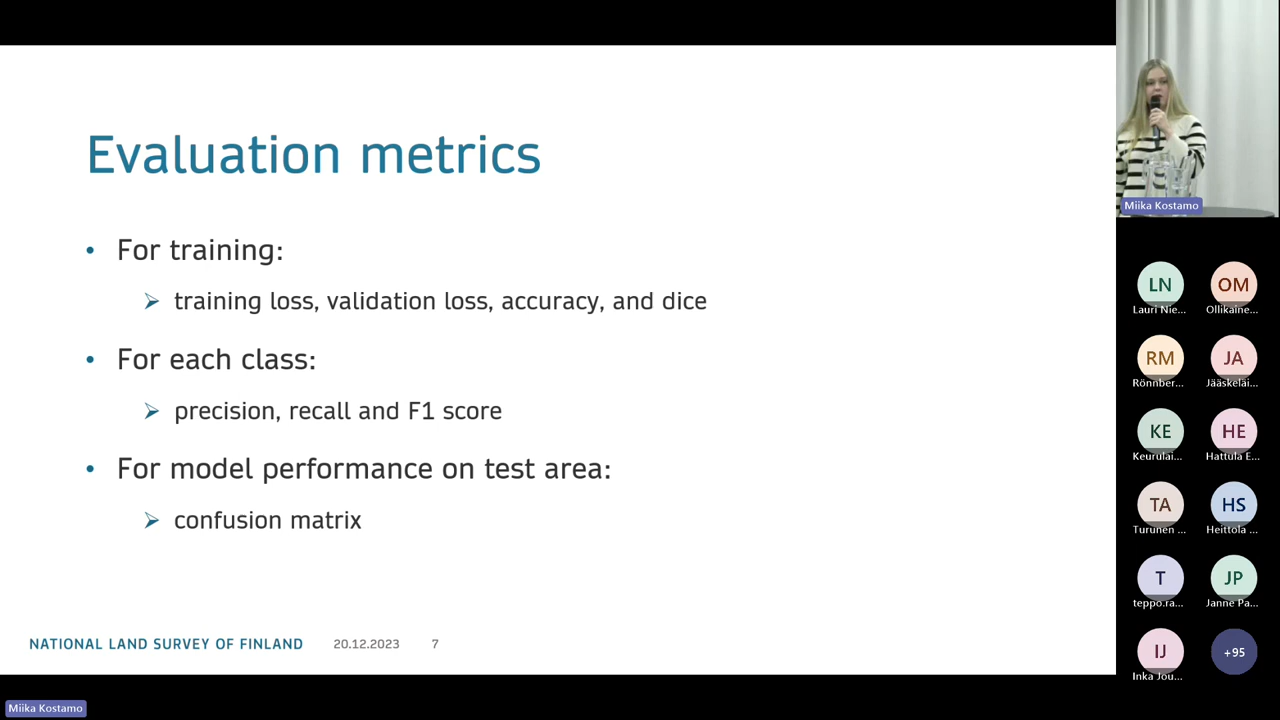 Evaluation metrics
• For training:
➢ training loss, validation loss, accuracy, and dice
• For each class:
➢ precision, recall and F1 score
• For model performance on test area:
➢ confusion matrix
NATIONAL LAND SURVEY OF FINLAND 20.12.2023 7
Miika Kostamo
Miika Kostamo
LN OM
Lauri Nie... Ollikaine...
RM JA
Rönnber... Jääskeläi...
KE HE
Keurulai... Hattula E...
TA HS
Turunen ... Heittola ...
T JP
teppo.ra... Janne Pa...
IJ +95
Inka Jou...